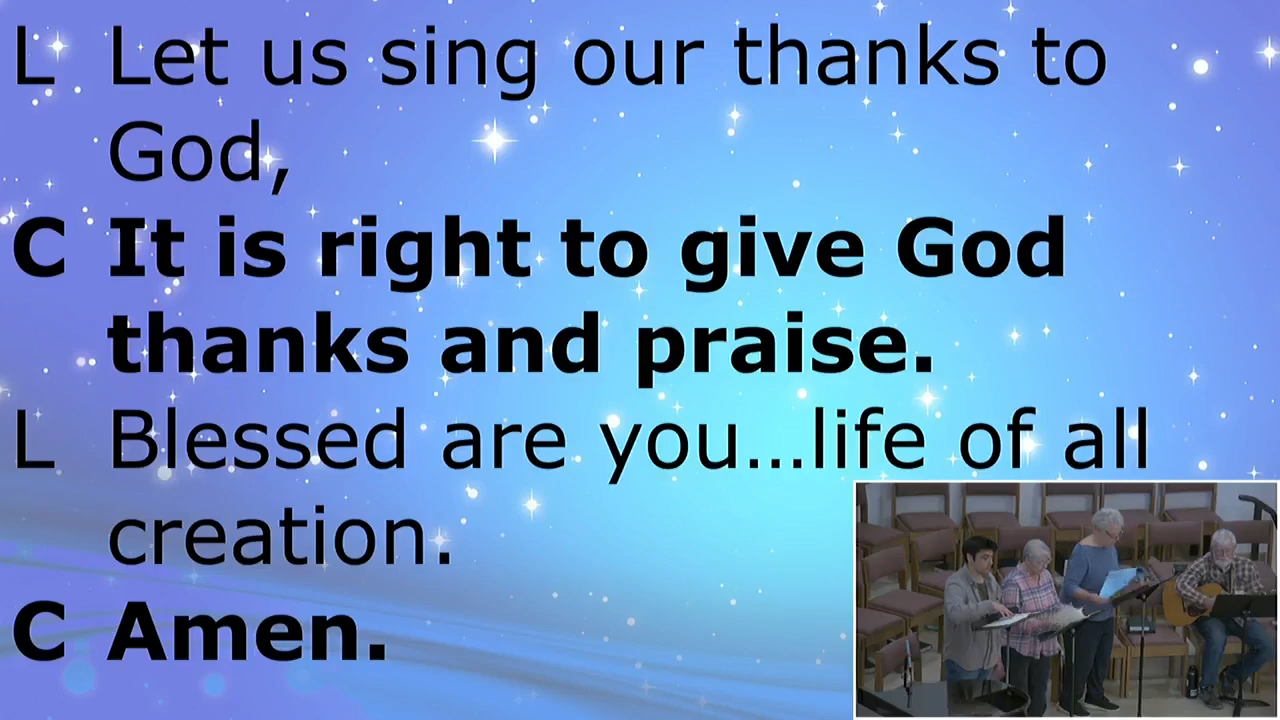 L Let us sing our thanks to
God,
C It is right to give God
thanks and praise.
L Blessed are you...life of all
creation.
C Amen.